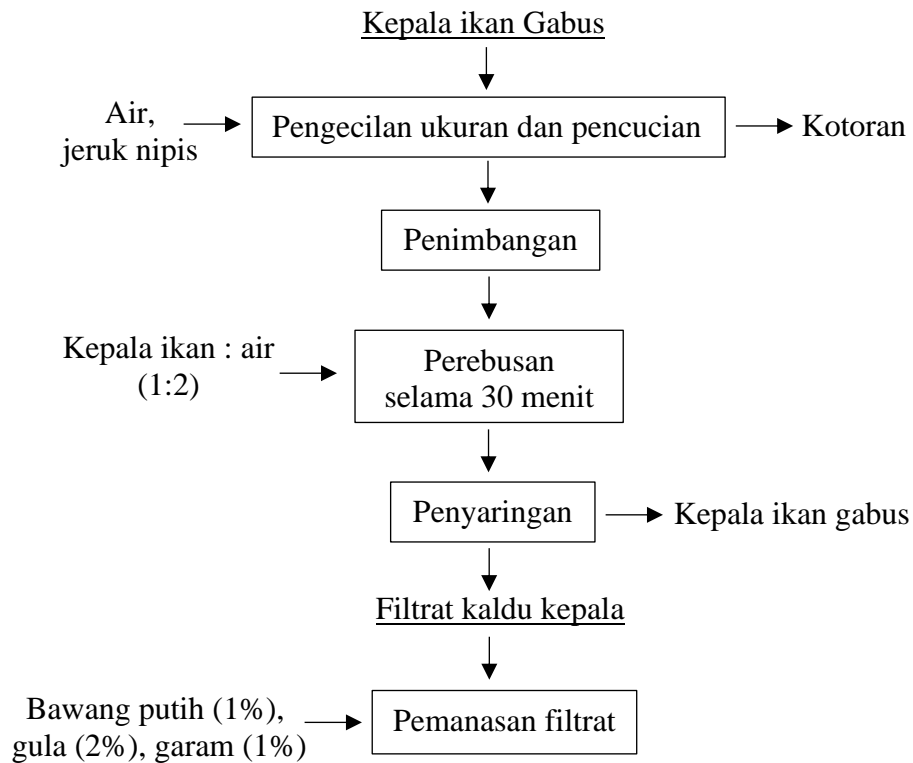 Kepala ikan Gabus
Air,
jeruk nipis
Pengecilan ukuran dan pencucian
Kotoran
Penimbangan
Kepala ikan : air
(1:2)
Perebusan
selama 30 menit
Penyaringan
Kepala ikan gabus
Filtrat kaldu kepala
Bawang putih (1%),
gula (2%), garam (1%)
Pemanasan filtrat